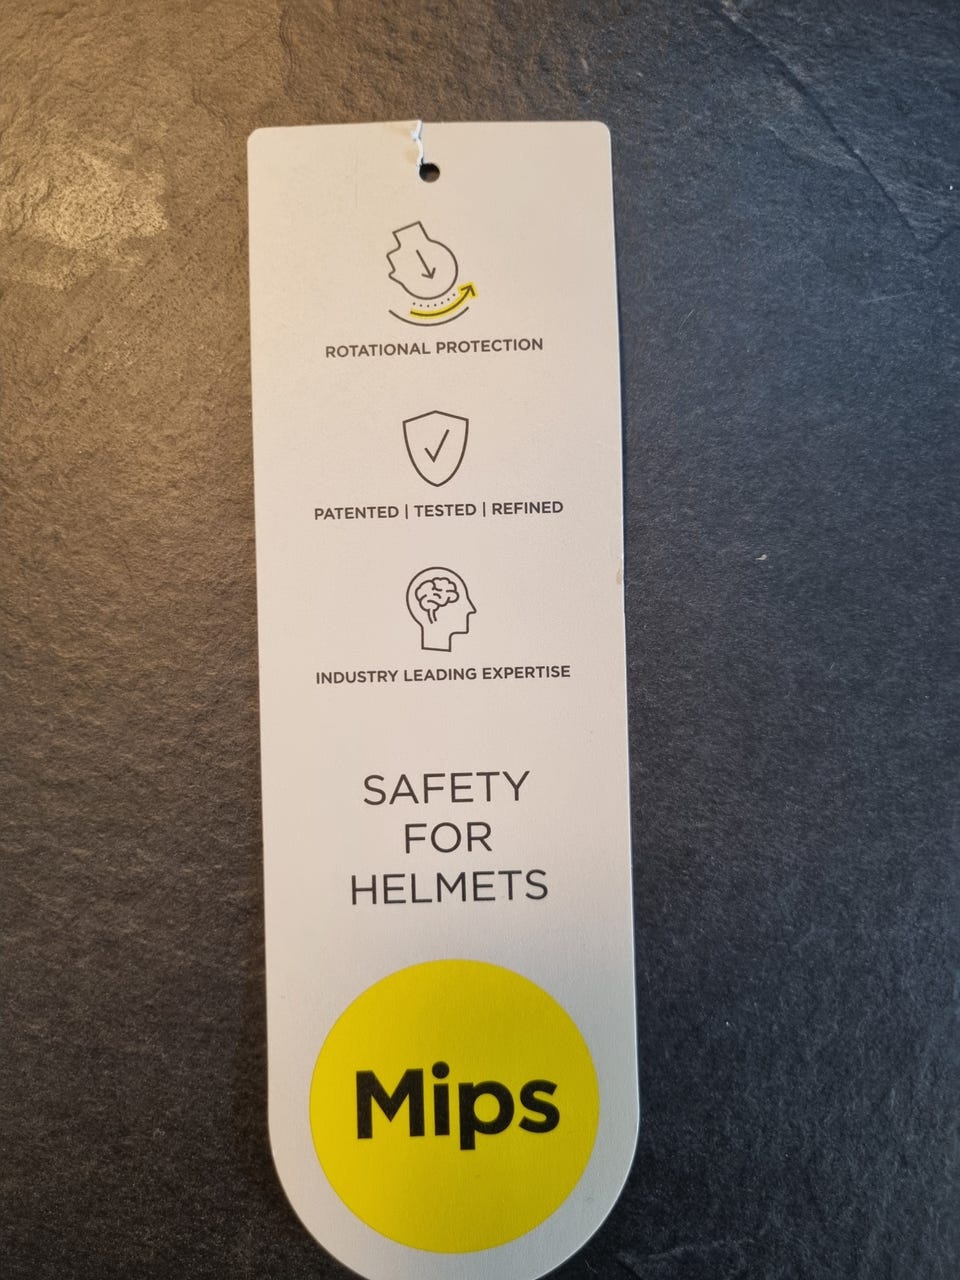 ROTATIONAL PROTECTION
PATENTED | TESTED | REFINED
INDUSTRY LEADING EXPERTISE
SAFETY
FOR
HELMETS
Mips